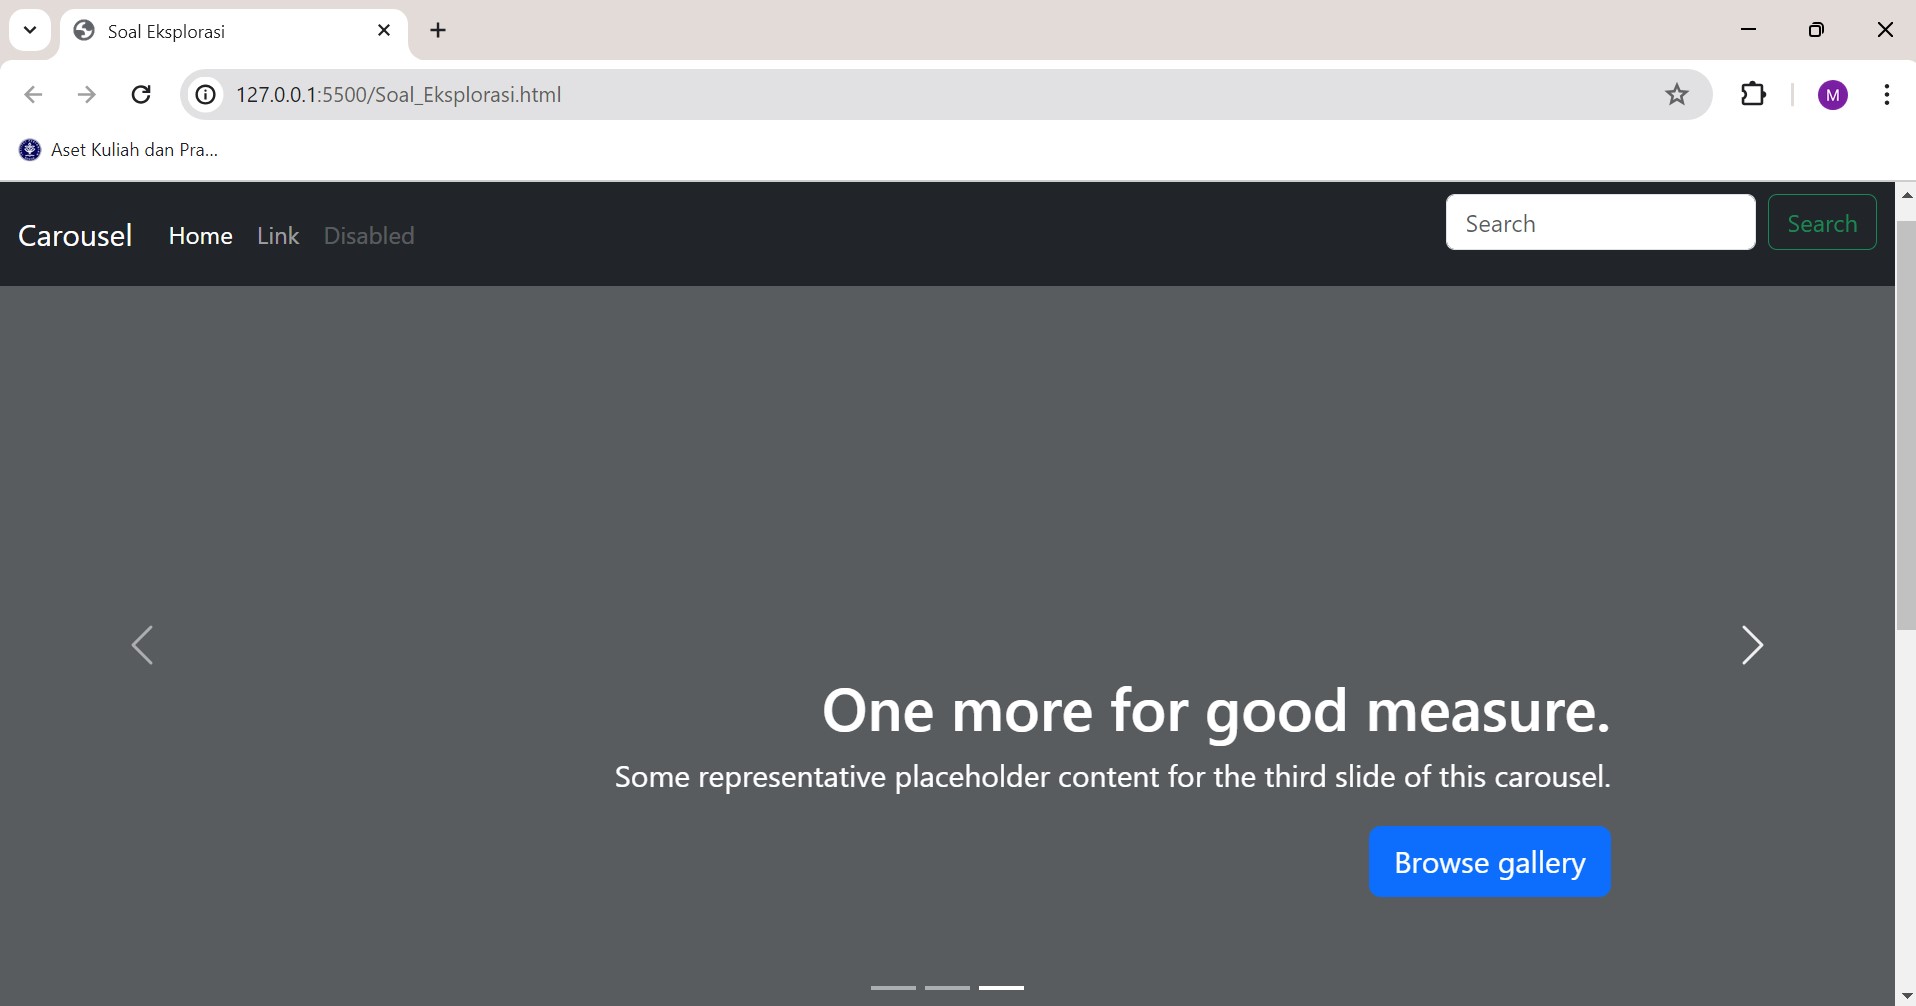 Soal Eksplorasi
127.0.0.1:5500/Soal_Eksplorasi.html
M
Aset Kuliah dan Pra...
Carousel Home Link Disabled Search Search
One more for good measure.
Some representative placeholder content for the third slide of this carousel.
Browse gallery